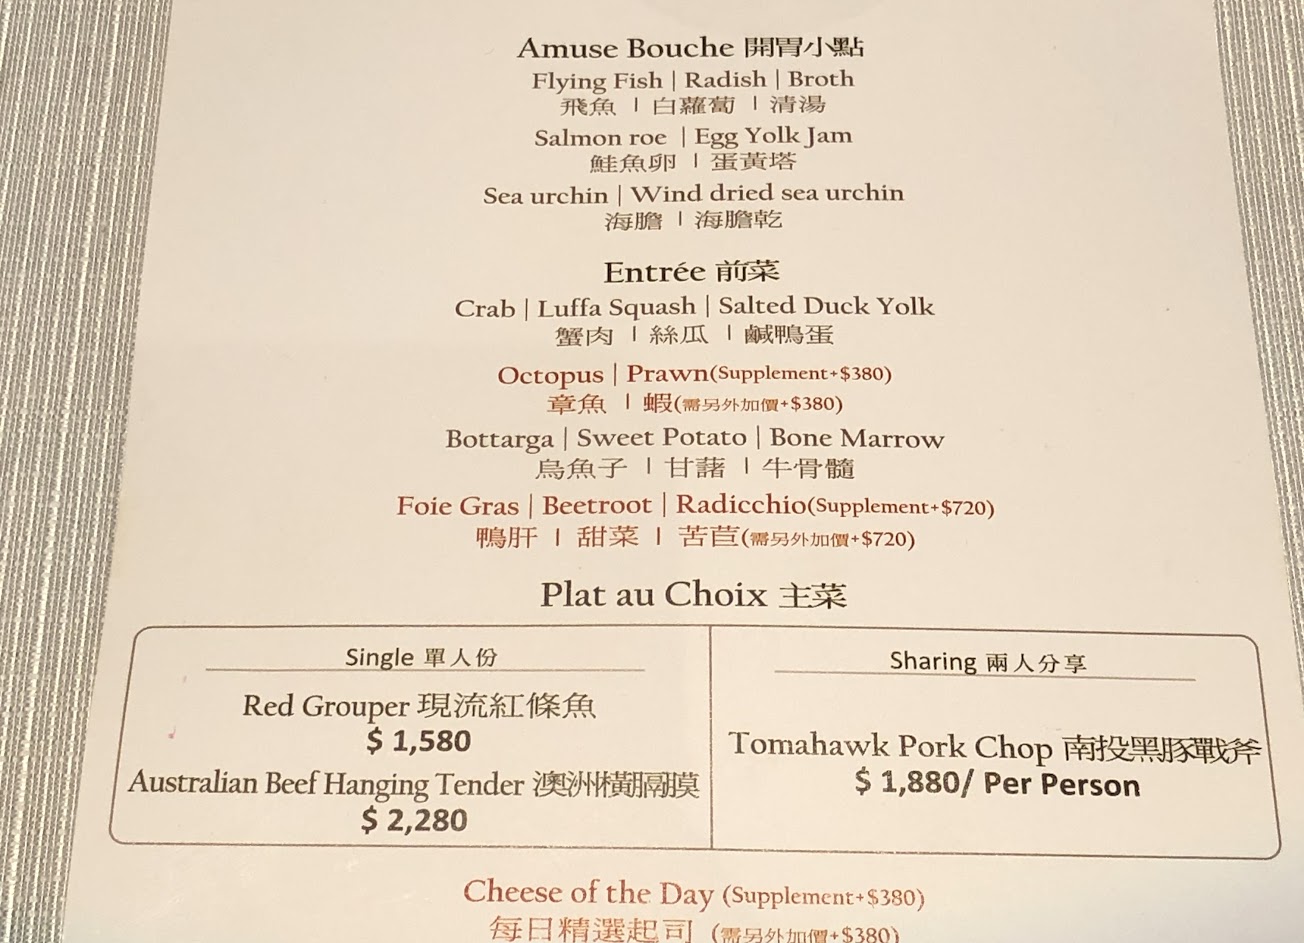 Amuse Bouche 開胃小點
Flying Fish | Radish | Broth
飛魚 | 白蘿蔔 | 清湯
Salmon roe | Egg Yolk Jam
鮭魚卵 | 蛋黃塔
Sea urchin | Wind dried sea urchin
海膽 | 海膽乾
Entrée 前菜
Crab | Luffa Squash | Salted Duck Yolk
蟹肉 | 絲瓜 | 鹹鴨蛋
Octopus | Prawn(Supplement+$380)
章魚 | 蝦(需另外加價+$380)
Bottarga | Sweet Potato | Bone Marrow
烏魚子 | 甘藷 | 牛骨髓
Foie Gras | Beetroot | Radicchio(Supplement+$720)
鴨肝 | 甜菜 | 苦苣(需另外加價+$720)
Plat au Choix 主菜
Single 單人份
Red Grouper 現流紅條魚
$ 1,580
Australian Beef Hanging Tender 澳洲橫膈膜
$ 2,280
Sharing 兩人分享
Tomahawk Pork Chop 南投黑豚戰斧
$ 1,880/ Per Person
Cheese of the Day (Supplement+$380)
每日精選起司 (需另外加價+$380)